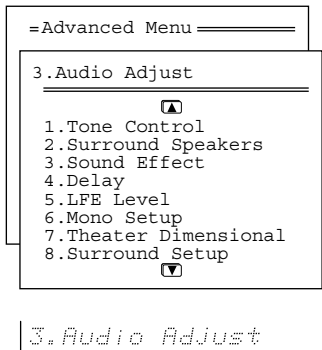 =Advanced Menu
3.Audio Adjust
1.Tone Control
2.Surround Speakers
3.Sound Effect
4.Delay
5.LFE Level
6.Mono Setup
7.Theater Dimensional
8.Surround Setup
3.Audio Adjust